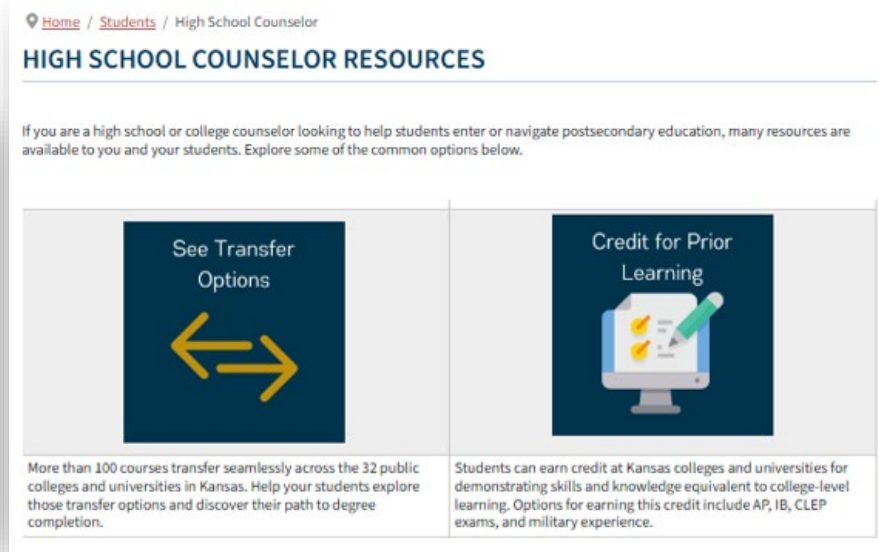 Home / Students / High School Counselor
HIGH SCHOOL COUNSELOR RESOURCES
If you are a high school or college counselor looking to help students enter or navigate postsecondary education, many resources are
available to you and your students. Explore some of the common options below.
See Transfer
Options
Credit for Prior
Learning
More than 100 courses transfer seamlessly across the 32 public
colleges and universities in Kansas. Help your students explore
those transfer options and discover their path to degree
completion.
Students can earn credit at Kansas colleges and universities for
demonstrating skills and knowledge equivalent to college-level
learning. Options for earning this credit include AP, IB, CLEP
exams, and military experience.